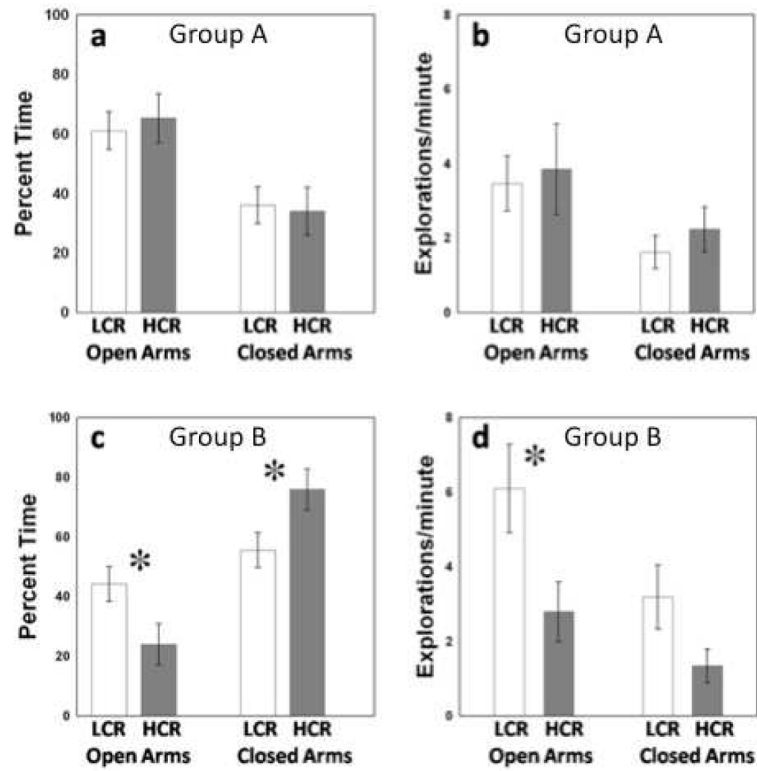 a Group A
Percent Time
100
80
60
40
20
0
LCR HCR LCR HCR
Open Arms Closed Arms
b Group A
Explorations/minute
8
6
4
2
0
LCR HCR LCR HCR
Open Arms Closed Arms
c Group B
*
*
Percent Time
100
80
60
40
20
0
LCR HCR LCR HCR
Open Arms Closed Arms
d Group B
*
Explorations/minute
8
6
4
2
0
LCR HCR LCR HCR
Open Arms Closed Arms